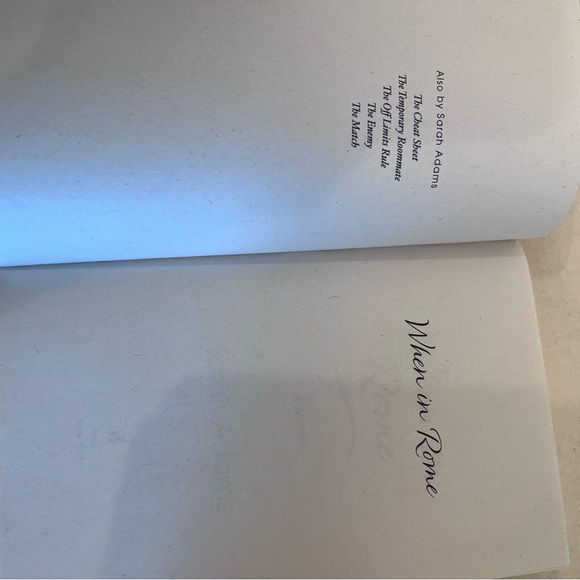 Also by Sarah Adams
The Cheat Sheet
The Temporary Roommate
The Off Limits Rule
The Enemy
The Match
When in Rome